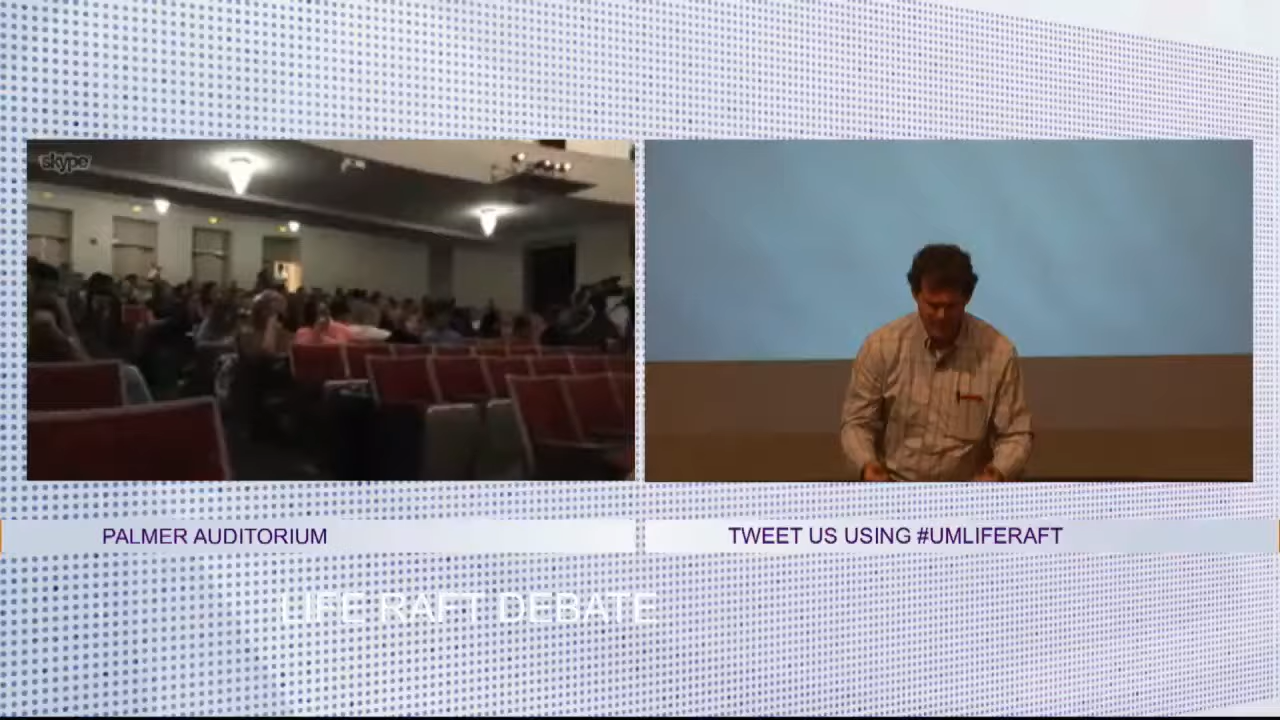 skype
PALMER AUDITORIUM
TWEET US USING #UMLIFERAFT
LIFE RAFT DEBATE